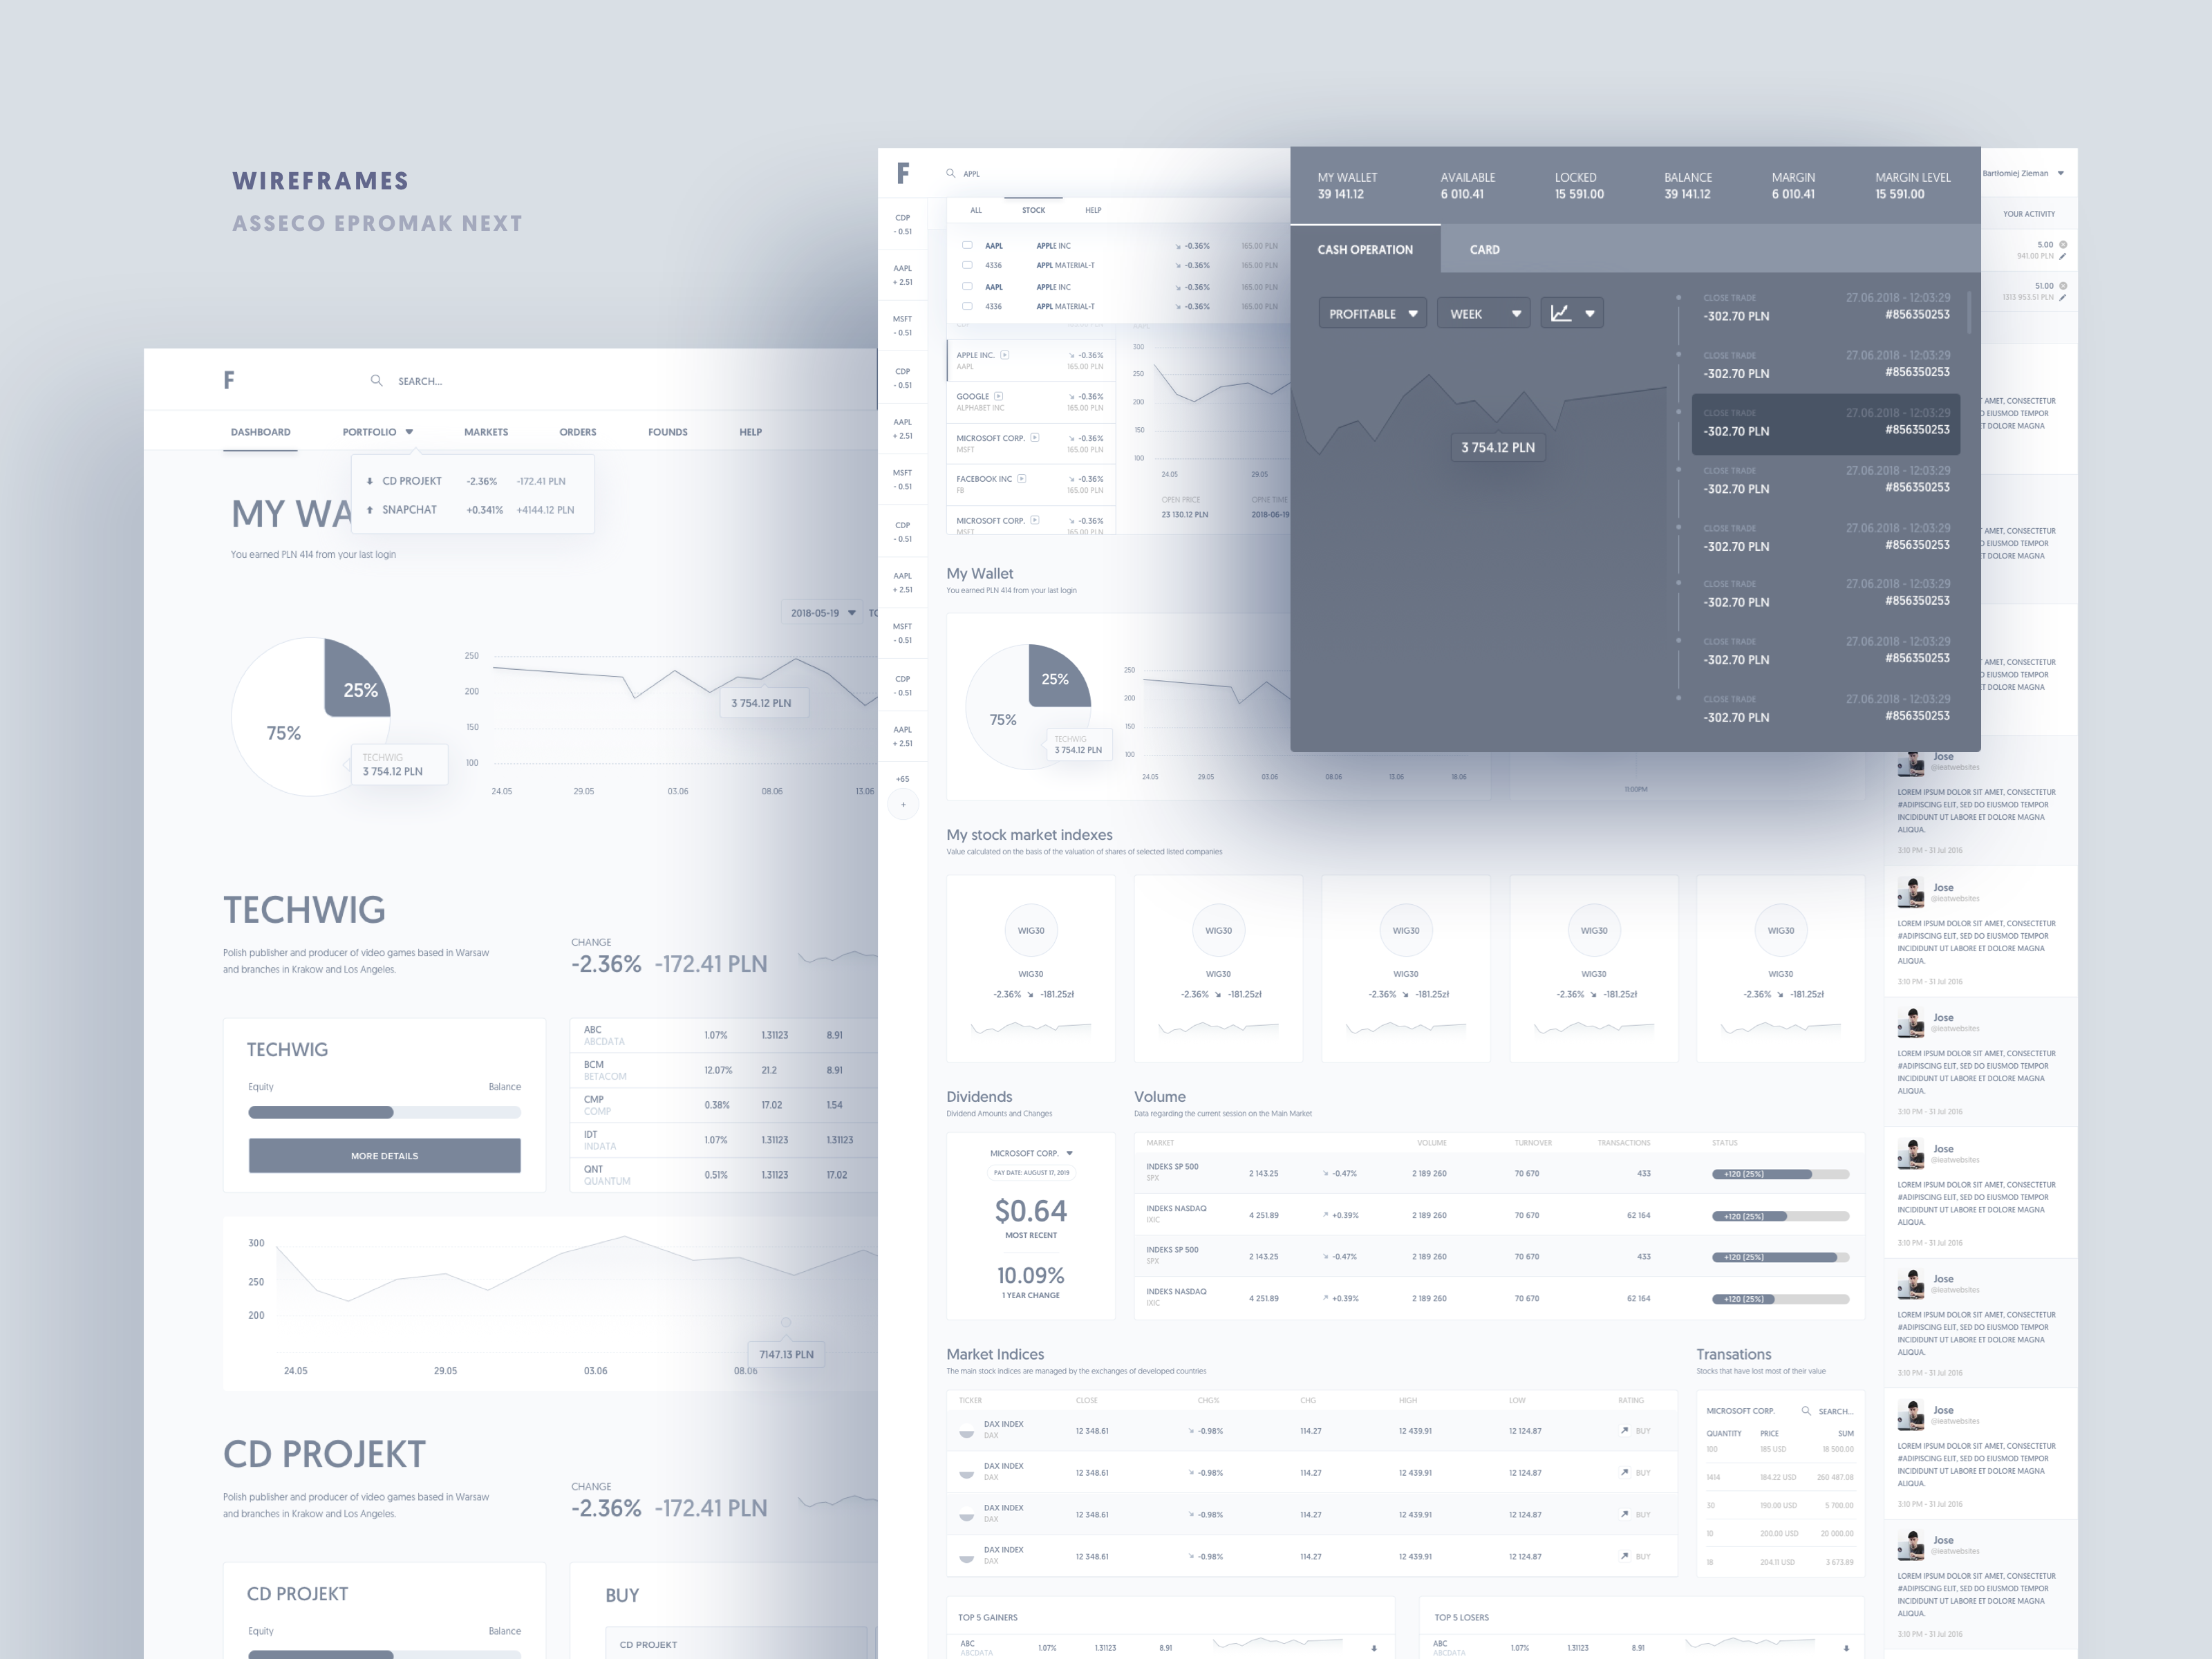 WIREFRAMES
ASSECO EPROMAK NEXT
F
SEARCH...
DASHBOARD PORTFOLIO MARKETS ORDERS FOUNDS HELP
CD PROJEKT -2.36% -172.41 PLN
SNAPCHAT +0.341% +4144.12 PLN
MY WA
You earned PLN 414 from your last login
2018-05-19 TO
25%
75%
TECHWIG
3 754.12 PLN
250
200
150
100
3 754.12 PLN
24.05 29.05 03.06 08.06 13.06
TECHWIG
Polish publisher and producer of video games based in Warsaw
and branches in Krakow and Los Angeles.
CHANGE
-2.36% -172.41 PLN
TECHWIG
Equity Balance
MORE DETAILS
ABC 1.07% 1.31123 8.91
ABCDATA
BCM 12.07% 21.2 8.91
BETACOM
CMP 0.38% 17.02 1.54
COMP
IDT 1.07% 1.31123 1.31123
INDATA
QNT 0.51% 1.31123 17.02
QUANTUM
300
250
200
7147.13 PLN
24.05 29.05 03.06 08.06
CD PROJEKT
Polish publisher and producer of video games based in Warsaw
and branches in Krakow and Los Angeles.
CHANGE
-2.36% -172.41 PLN
CD PROJEKT
Equity Balance
BUY
CD PROJEKT
F
APPL
CDP
- 0.51
AAPL
+ 2.51
MSFT
- 0.51
CDP
- 0.51
AAPL
+ 2.51
MSFT
- 0.51
CDP
- 0.51
AAPL
+ 2.51
MSFT
- 0.51
CDP
- 0.51
AAPL
+ 2.51
+65
+
ALL STOCK HELP
AAPL APPLE INC -0.36% 165.00 PLN
4336 APPL MATERIAL-T -0.36% 165.00 PLN
AAPL APPLE INC -0.36% 165.00 PLN
4336 APPL MATERIAL-T -0.36% 165.00 PLN
APPLE INC. -0.36%
AAPL 165.00 PLN
GOOGLE -0.36%
ALPHABET INC 165.00 PLN
MICROSOFT CORP. -0.36%
MSFT 165.00 PLN
FACEBOOK INC -0.36%
FB 165.00 PLN
MICROSOFT CORP. -0.36%
MSFT 165.00 PLN
300
250
200
150
100
24.05 29.05
OPEN PRICE OPNE TIME
23 130.12 PLN 2018-06-19
My Wallet
You earned PLN 414 from your last login
25%
75%
TECHWIG
3 754.12 PLN
250
200
150
100
24.05 29.05 03.06 08.06 13.06 18.06
11:00PM
MY WALLET AVAILABLE LOCKED BALANCE MARGIN MARGIN LEVEL
39 141.12 6 010.41 15 591.00 39 141.12 6 010.41 15 591.00
CASH OPERATION CARD
PROFITABLE WEEK
3 754.12 PLN
CLOSE TRADE 27.06.2018 - 12:03:29
-302.70 PLN #856350253
CLOSE TRADE 27.06.2018 - 12:03:29
-302.70 PLN #856350253
CLOSE TRADE 27.06.2018 - 12:03:29
-302.70 PLN #856350253
CLOSE TRADE 27.06.2018 - 12:03:29
-302.70 PLN #856350253
CLOSE TRADE 27.06.2018 - 12:03:29
-302.70 PLN #856350253
CLOSE TRADE 27.06.2018 - 12:03:29
-302.70 PLN #856350253
CLOSE TRADE 27.06.2018 - 12:03:29
-302.70 PLN #856350253
CLOSE TRADE 27.06.2018 - 12:03:29
-302.70 PLN #856350253
Bartłomiej Zieman
YOUR ACTIVITY
5.00
941.00 PLN
51.00
1313 953.51 PLN
AMET, CONSECTETUR
O EIUSMOD TEMPOR
ET DOLORE MAGNA
AMET, CONSECTETUR
O EIUSMOD TEMPOR
ET DOLORE MAGNA
AMET, CONSECTETUR
O EIUSMOD TEMPOR
ET DOLORE MAGNA
My stock market indexes
Value calculated on the basis of the valuation of shares of selected listed companies
WIG30 WIG30 WIG30 WIG30 WIG30
WIG30 WIG30 WIG30 WIG30 WIG30
-2.36% -181.25zł -2.36% -181.25zł -2.36% -181.25zł -2.36% -181.25zł -2.36% -181.25zł
Dividends
Dividend Amounts and Changes
MICROSOFT CORP.
PAY DATE: AUGUST 17, 2019
$0.64
MOST RECENT
10.09%
1 YEAR CHANGE
Volume
Data regarding the current session on the Main Market
MARKET VOLUME TURNOVER TRANSACTIONS STATUS
INDEKS SP 500 2 143.25 -0.47% 2 189 260 70 670 433 +120 (25%)
SPX
INDEKS NASDAQ 4 251.89 +0.39% 2 189 260 70 670 62 164 +120 (25%)
IXIC
INDEKS SP 500 2 143.25 -0.47% 2 189 260 70 670 433 +120 (25%)
SPX
INDEKS NASDAQ 4 251.89 +0.39% 2 189 260 70 670 62 164 +120 (25%)
IXIC
Market Indices
The main stock indices are managed by the exchanges of developed countries
TICKER CLOSE CHG% CHG HIGH LOW RATING
DAX INDEX 12 348.61 -0.98% 114.27 12 439.91 12 124.87 BUY
DAX
DAX INDEX 12 348.61 -0.98% 114.27 12 439.91 12 124.87 BUY
DAX
DAX INDEX 12 348.61 -0.98% 114.27 12 439.91 12 124.87 BUY
DAX
DAX INDEX 12 348.61 -0.98% 114.27 12 439.91 12 124.87 BUY
DAX
Transations
Stocks that have lost most of their value
MICROSOFT CORP. SEARCH...
QUANTITY PRICE SUM
100 185 USD 18 500.00
1414 184.22 USD 260 487.08
30 190.00 USD 5 700.00
10 200.00 USD 20 000.00
18 204.11 USD 3 673.89
TOP 5 GAINERS
ABC 1.07% 1.31123 8.91
ABCDATA
TOP 5 LOSERS
ABC 1.07% 1.31123 8.91
ABCDATA
Jose
@ieatwebsites
LOREM IPSUM DOLOR SIT AMET, CONSECTETUR
#ADIPISCING ELIT, SED DO EIUSMOD TEMPOR
INCIDIDUNT UT LABORE ET DOLORE MAGNA
ALIQUA.
3:10 PM - 31 Jul 2016
Jose
@ieatwebsites
LOREM IPSUM DOLOR SIT AMET, CONSECTETUR
#ADIPISCING ELIT, SED DO EIUSMOD TEMPOR
INCIDIDUNT UT LABORE ET DOLORE MAGNA
ALIQUA.
3:10 PM - 31 Jul 2016
Jose
@ieatwebsites
LOREM IPSUM DOLOR SIT AMET, CONSECTETUR
#ADIPISCING ELIT, SED DO EIUSMOD TEMPOR
INCIDIDUNT UT LABORE ET DOLORE MAGNA
ALIQUA.
3:10 PM - 31 Jul 2016
Jose
@ieatwebsites
LOREM IPSUM DOLOR SIT AMET, CONSECTETUR
#ADIPISCING ELIT, SED DO EIUSMOD TEMPOR
INCIDIDUNT UT LABORE ET DOLORE MAGNA
ALIQUA.
3:10 PM - 31 Jul 2016
Jose
@ieatwebsites
LOREM IPSUM DOLOR SIT AMET, CONSECTETUR
#ADIPISCING ELIT, SED DO EIUSMOD TEMPOR
INCIDIDUNT UT LABORE ET DOLORE MAGNA
ALIQUA.
3:10 PM - 31 Jul 2016
Jose
@ieatwebsites
LOREM IPSUM DOLOR SIT AMET, CONSECTETUR
#ADIPISCING ELIT, SED DO EIUSMOD TEMPOR
INCIDIDUNT UT LABORE ET DOLORE MAGNA
ALIQUA.
3:10 PM - 31 Jul 2016
Jose
@ieatwebsites
LOREM IPSUM DOLOR SIT AMET, CONSECTETUR
#ADIPISCING ELIT, SED DO EIUSMOD TEMPOR
INCIDIDUNT UT LABORE ET DOLORE MAGNA
ALIQUA.
3:10 PM - 31 Jul 2016